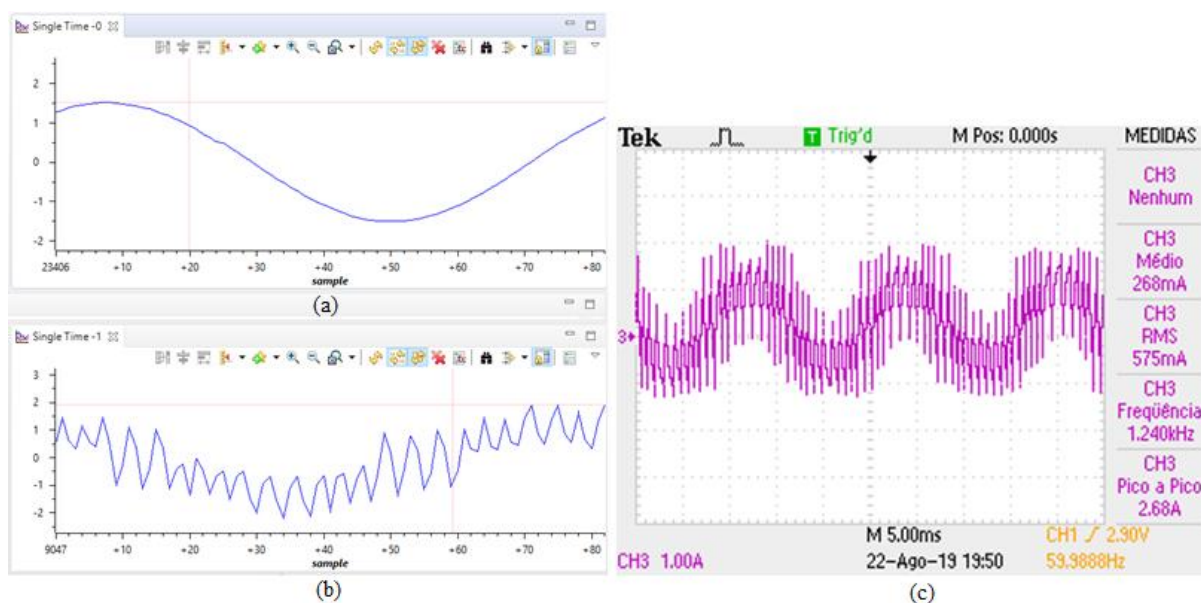 Single Time -0
2
1
0
-1
-2
23406 +10 +20 +30 +40 +50 +60 +70 +80
sample
(a)
Single Time -1
3
2
1
0
-1
-2
9047 +10 +20 +30 +40 +50 +60 +70 +80
sample
(b)
Tek T Trig'd M Pos: 0.000s MEDIDAS
CH3
Nenhum
CH3
Médio
268mA
3
CH3
RMS
575mA
CH3
Freqüência
1.240kHz
CH3
Pico a Pico
2.68A
CH3 1.00A M 5.00ms CH1 2.90V
22-Ago-19 19:50 59.9888Hz
(c)